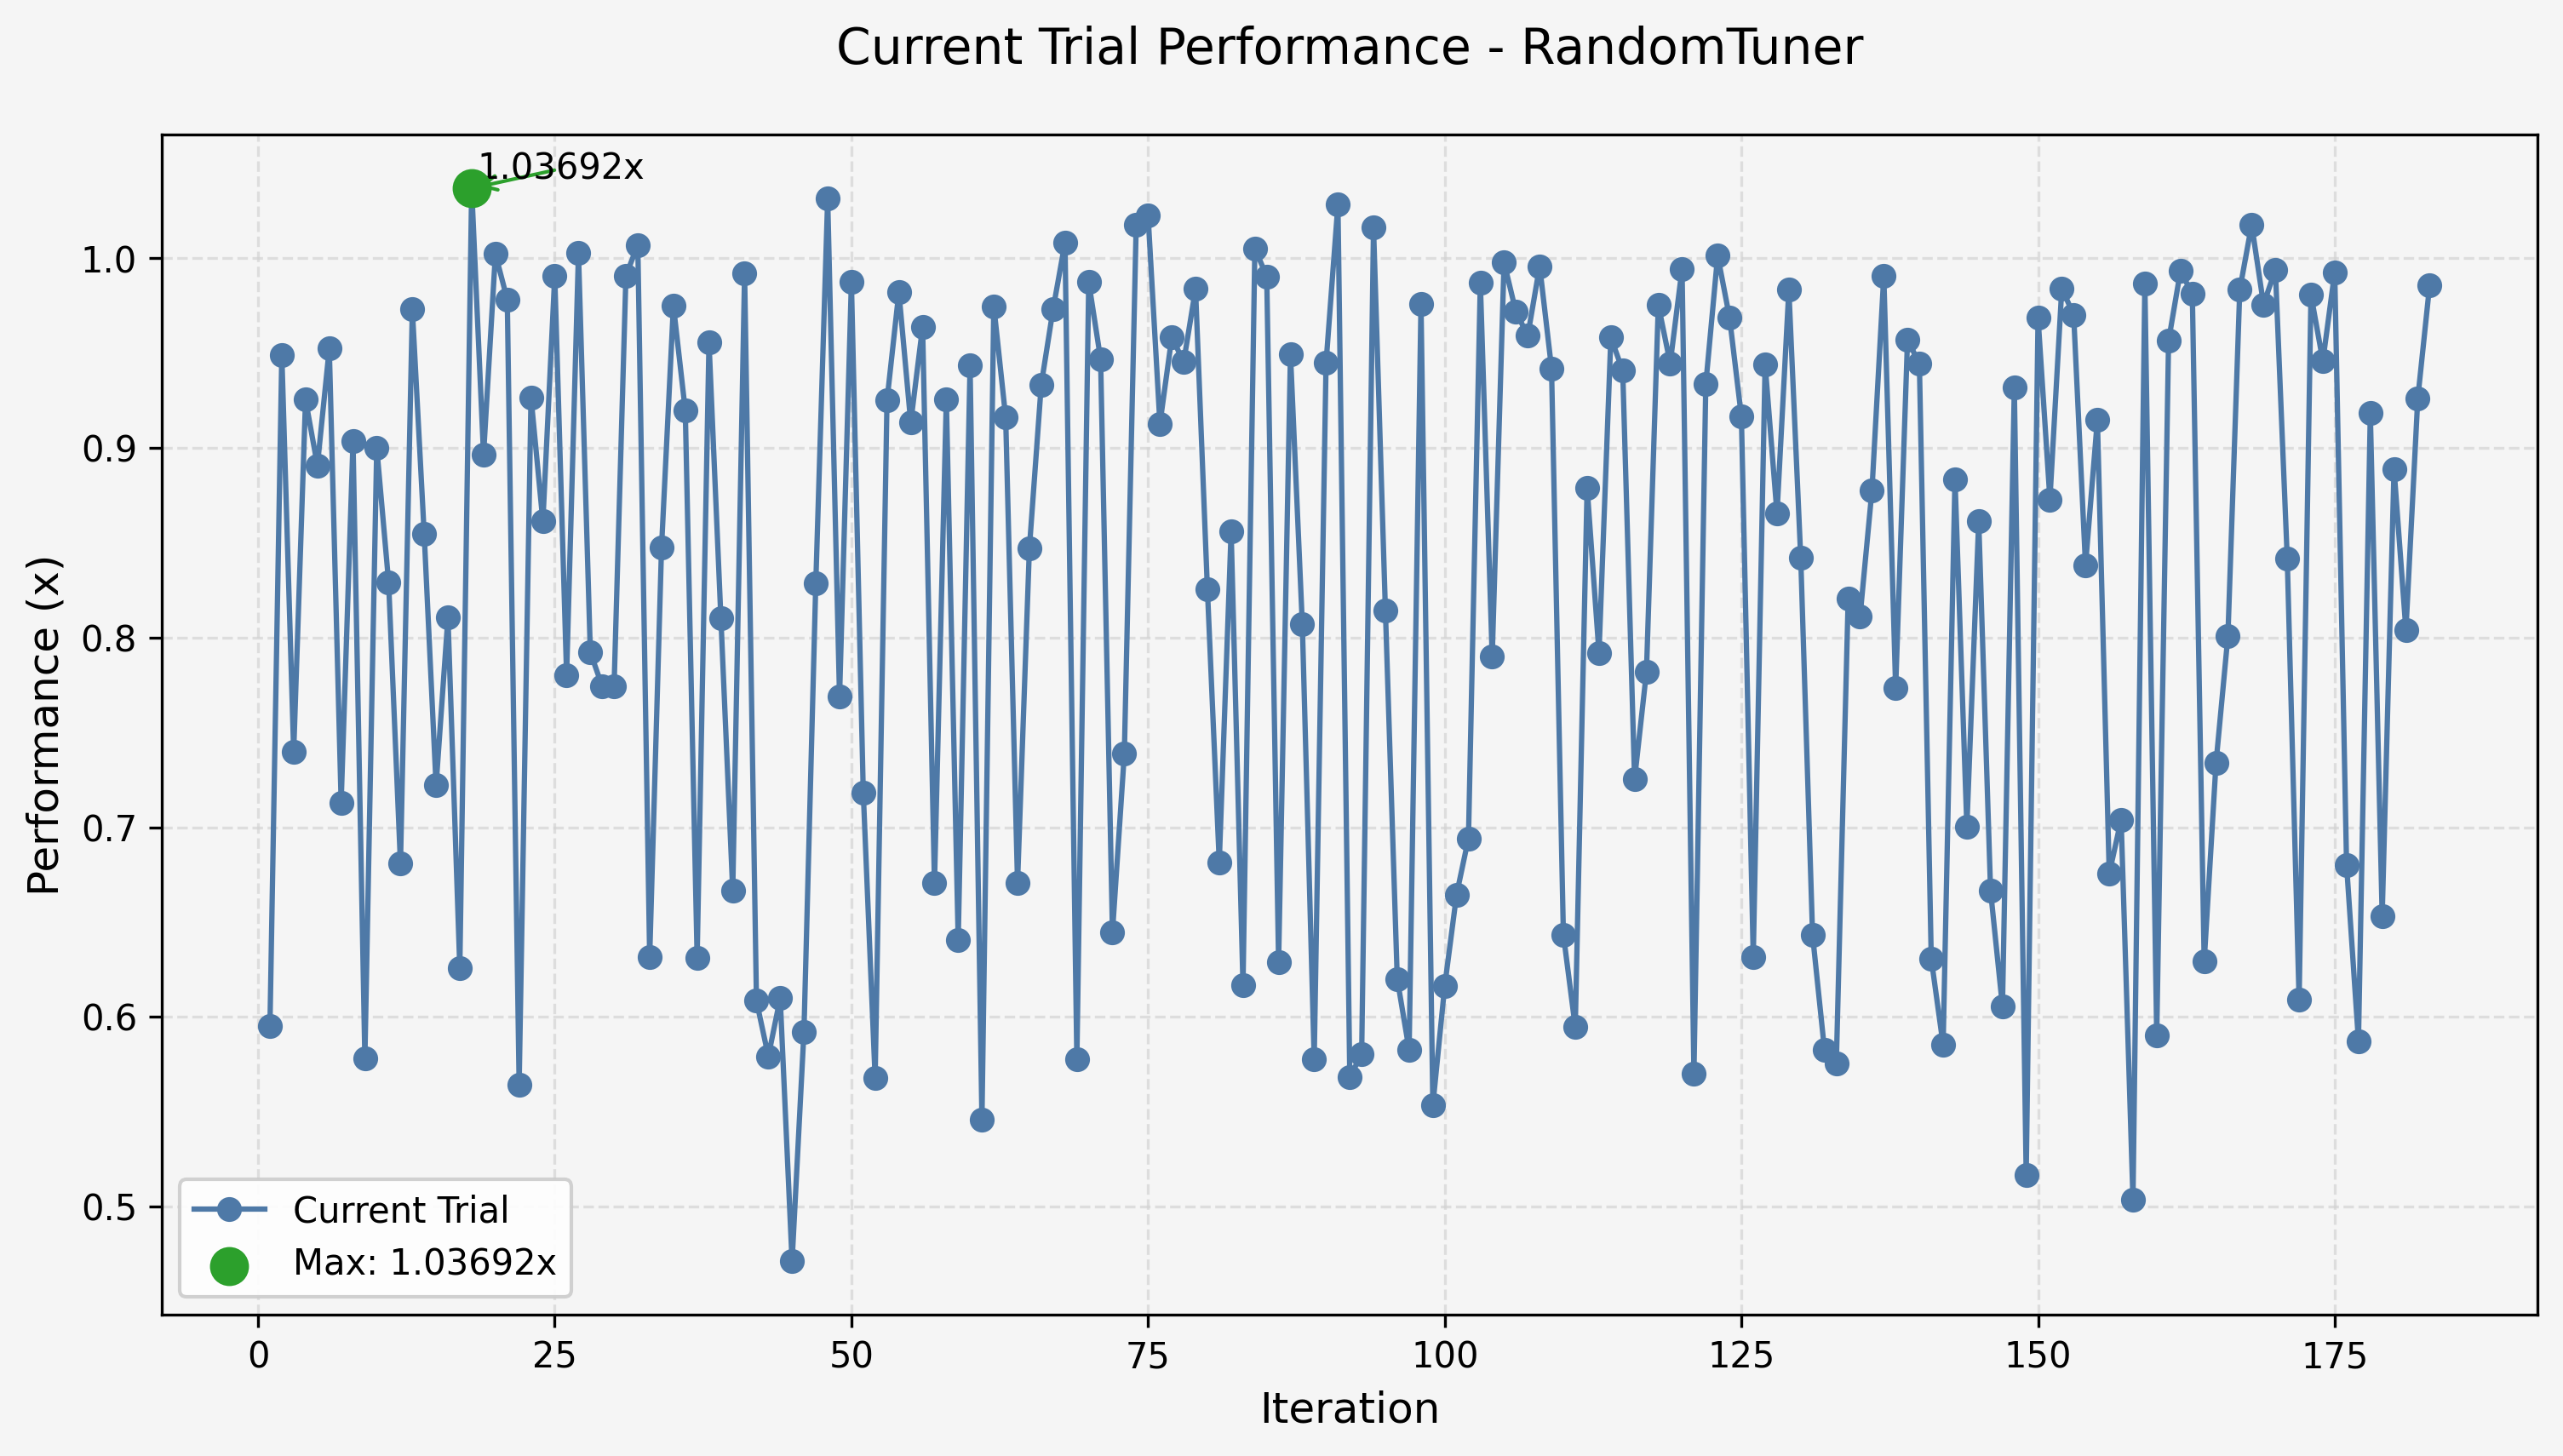 Current Trial Performance - RandomTuner
1.03692x
1.0
0.9
0.8
0.7
0.6
0.5
Performance (x)
Current Trial
Max: 1.03692x
0 25 50 75 100 125 150 175
Iteration